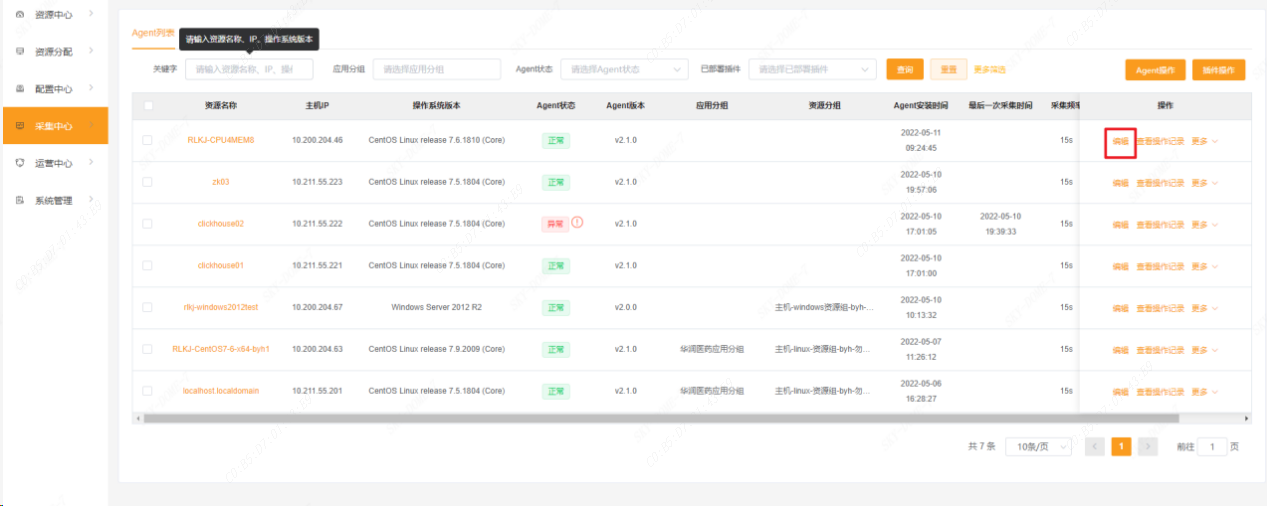 资源中心
资源分配
配置中心
采集中心
运营中心
系统管理
Agent列表
请输入资源名称、IP、操作系统版本
关键字 请输入资源名称、IP、操 应用分组 请选择应用分组 Agent状态 请选择Agent状态 已部署插件 请选择已部署插件 查询 重置 更多筛选 Agent操作 插件操作
资源名称 主机IP 操作系统版本 Agent状态 Agent版本 应用分组 资源分组 Agent安装时间 最后一次采集时间 采集频率 操作
RLKJ-CPU4MEM8 10.200.204.46 CentOS Linux release 7.6.1810 (Core) 正常 v2.1.0 2022-05-11 09:24:45 15s 编辑 查看操作记录 更多
zk03 10.211.55.223 CentOS Linux release 7.5.1804 (Core) 正常 v2.1.0 2022-05-10 19:57:06 15s 编辑 查看操作记录 更多
clickhouse02 10.211.55.222 CentOS Linux release 7.5.1804 (Core) 异常 v2.1.0 2022-05-10 17:01:05 2022-05-10 19:39:33 15s 编辑 查看操作记录 更多
clickhouse01 10.211.55.221 CentOS Linux release 7.5.1804 (Core) 正常 v2.1.0 2022-05-10 17:01:00 15s 编辑 查看操作记录 更多
rlkj-windows2012test 10.200.204.67 Windows Server 2012 R2 正常 v2.0.0 主机-windows资源组-byh-... 2022-05-10 10:13:32 15s 编辑 查看操作记录 更多
RLKJ-CentOS7-6-x64-byh1 10.200.204.63 CentOS Linux release 7.9.2009 (Core) 正常 v2.1.0 华润医药应用分组 主机-linux-资源组-byh-勿... 2022-05-07 11:26:12 15s 编辑 查看操作记录 更多
localhost.localdomain 10.211.55.201 CentOS Linux release 7.5.1804 (Core) 正常 v2.1.0 华润医药应用分组 主机-linux-资源组-byh-勿... 2022-05-06 16:28:27 15s 编辑 查看操作记录 更多
共 7 条 10条/页 1 前往 1 页